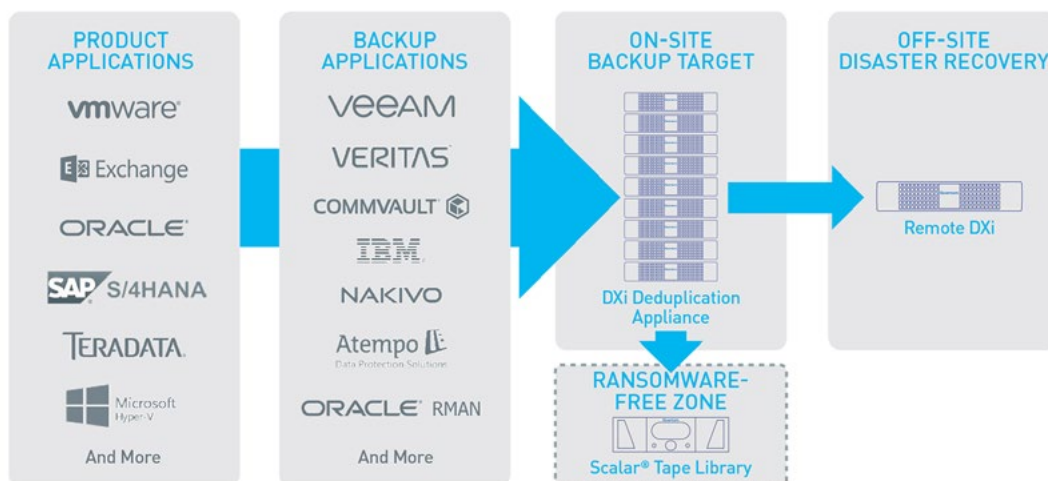 PRODUCT
APPLICATIONS
vmware®
Exchange
ORACLE®
SAP S/4HANA
TERADATA.
Microsoft
Hyper-V
And More
BACKUP
APPLICATIONS
veeam
VERITAS
COMMVAULT
IBM
NAKIVO
Atempo
Data Protection Solutions
ORACLE® RMAN
And More
ON-SITE
BACKUP TARGET
DXi Deduplication
Appliance
RANSOMWARE-
FREE ZONE
Scalar® Tape Library
OFF-SITE
DISASTER RECOVERY
Remote DXi